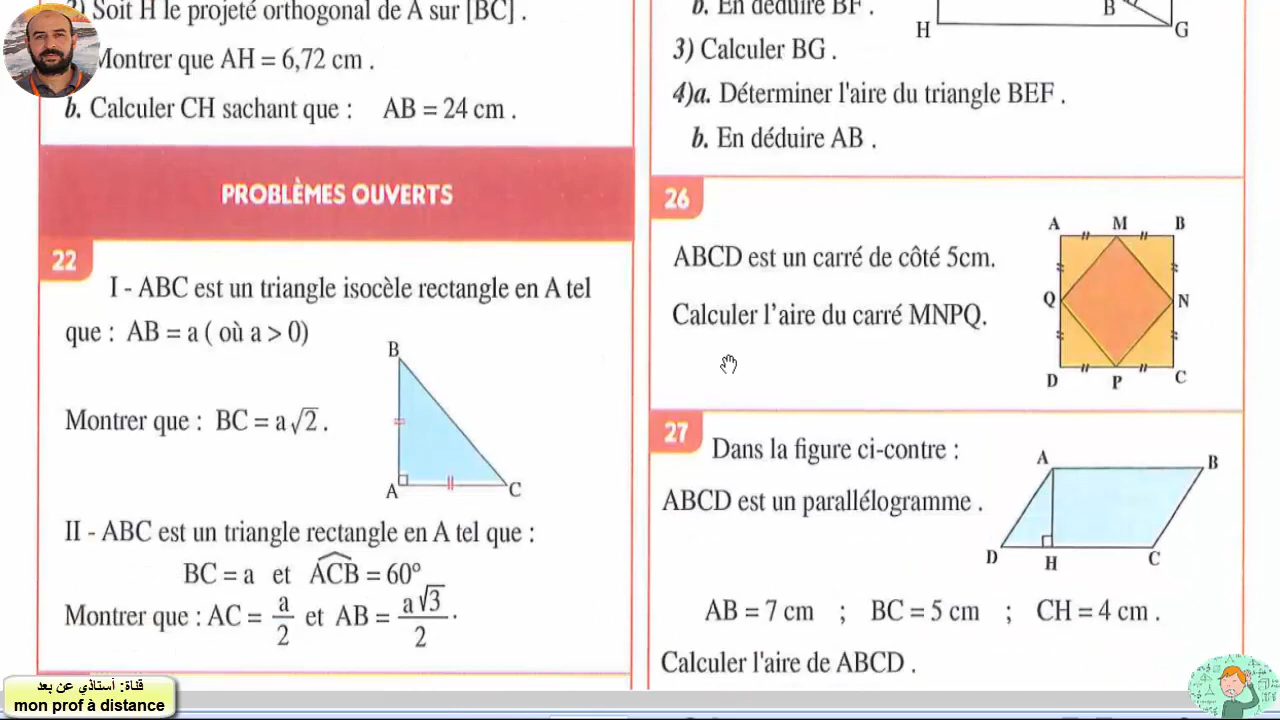 Soit H le projeté orthogonal de A sur [BC] .
Montrer que AH = 6,72 cm .
b. Calculer CH sachant que : AB = 24 cm .
PROBLÈMES OUVERTS
22
I - ABC est un triangle isocèle rectangle en A tel
que : AB = a ( où a > 0)
B
Montrer que : BC = a√2 .
A
C
II - ABC est un triangle rectangle en A tel que :
BC = a et ACB = 60°
Montrer que : AC = a/2 et AB = a√3/2 .
b. En déduire BF .
H
B
G
3) Calculer BG .
4)a. Déterminer l'aire du triangle BEF .
b. En déduire AB .
26
ABCD est un carré de côté 5cm.
Calculer l’aire du carré MNPQ.
A M B
Q N
D P C
27
Dans la figure ci-contre :
ABCD est un parallélogramme .
A B
D H C
AB = 7 cm ; BC = 5 cm ; CH = 4 cm .
Calculer l'aire de ABCD .
قناة: أستاذي عن بعد
mon prof à distance